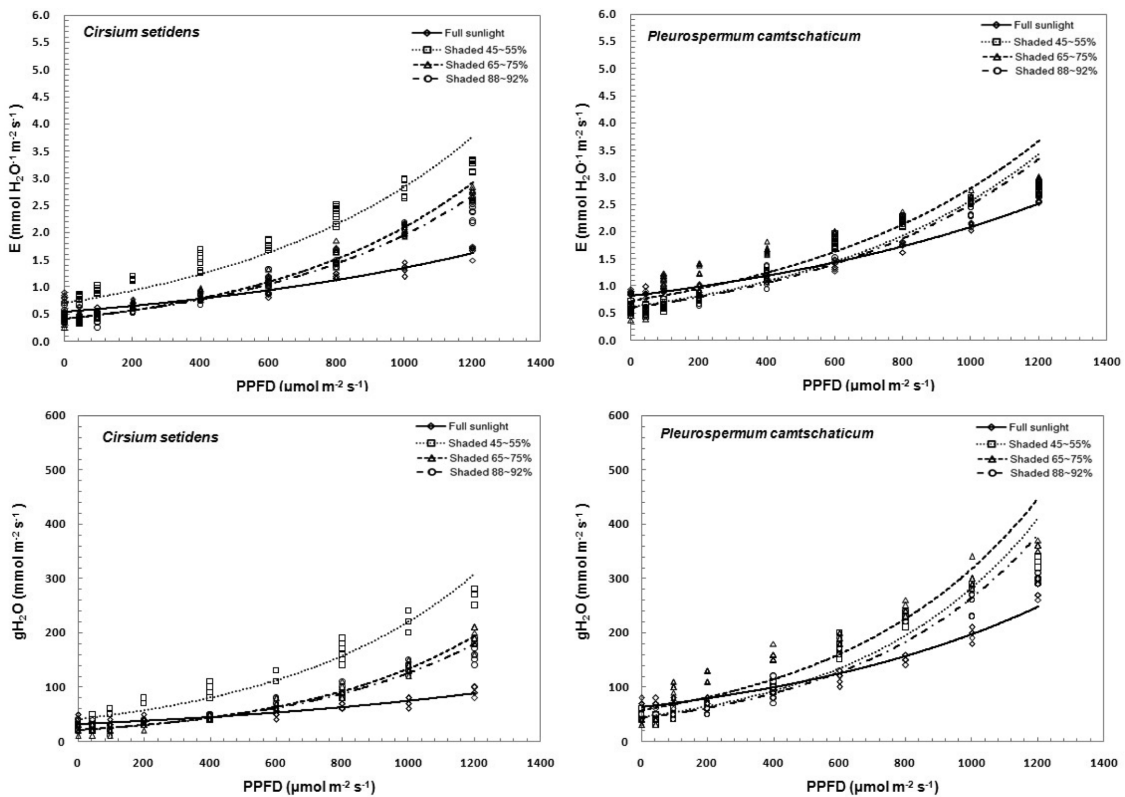 Cirsium setidens
Full sunlight
Shaded 45~55%
Shaded 65~75%
Shaded 88~92%
6.0
5.5
5.0
4.5
4.0
3.5
3.0
2.5
2.0
1.5
1.0
0.5
0.0
E (mmol H2O-1 m-2 s-1)
0 200 400 600 800 1000 1200 1400
PPFD (μmol m-2 s-1)
Pleurospermum camtschaticum
Full sunlight
Shaded 45~55%
Shaded 65~75%
Shaded 88~92%
6.0
5.5
5.0
4.5
4.0
3.5
3.0
2.5
2.0
1.5
1.0
0.5
0.0
E (mmol H2O-1 m-2 s-1)
0 200 400 600 800 1000 1200 1400
PPFD (μmol m-2 s-1)
Cirsium setidens
Full sunlight
Shaded 45~55%
Shaded 65~75%
Shaded 88~92%
600
500
400
300
200
100
0
gH2O (mmol m-2 s-1)
0 200 400 600 800 1000 1200 1400
PPFD (μmol m-2 s-1)
Pleurospermum camtschaticum
Full sunlight
Shaded 45~55%
Shaded 65~75%
Shaded 88~92%
600
500
400
300
200
100
0
gH2O (mmol m-2 s-1)
0 200 400 600 800 1000 1200 1400
PPFD (μmol m-2 s-1)